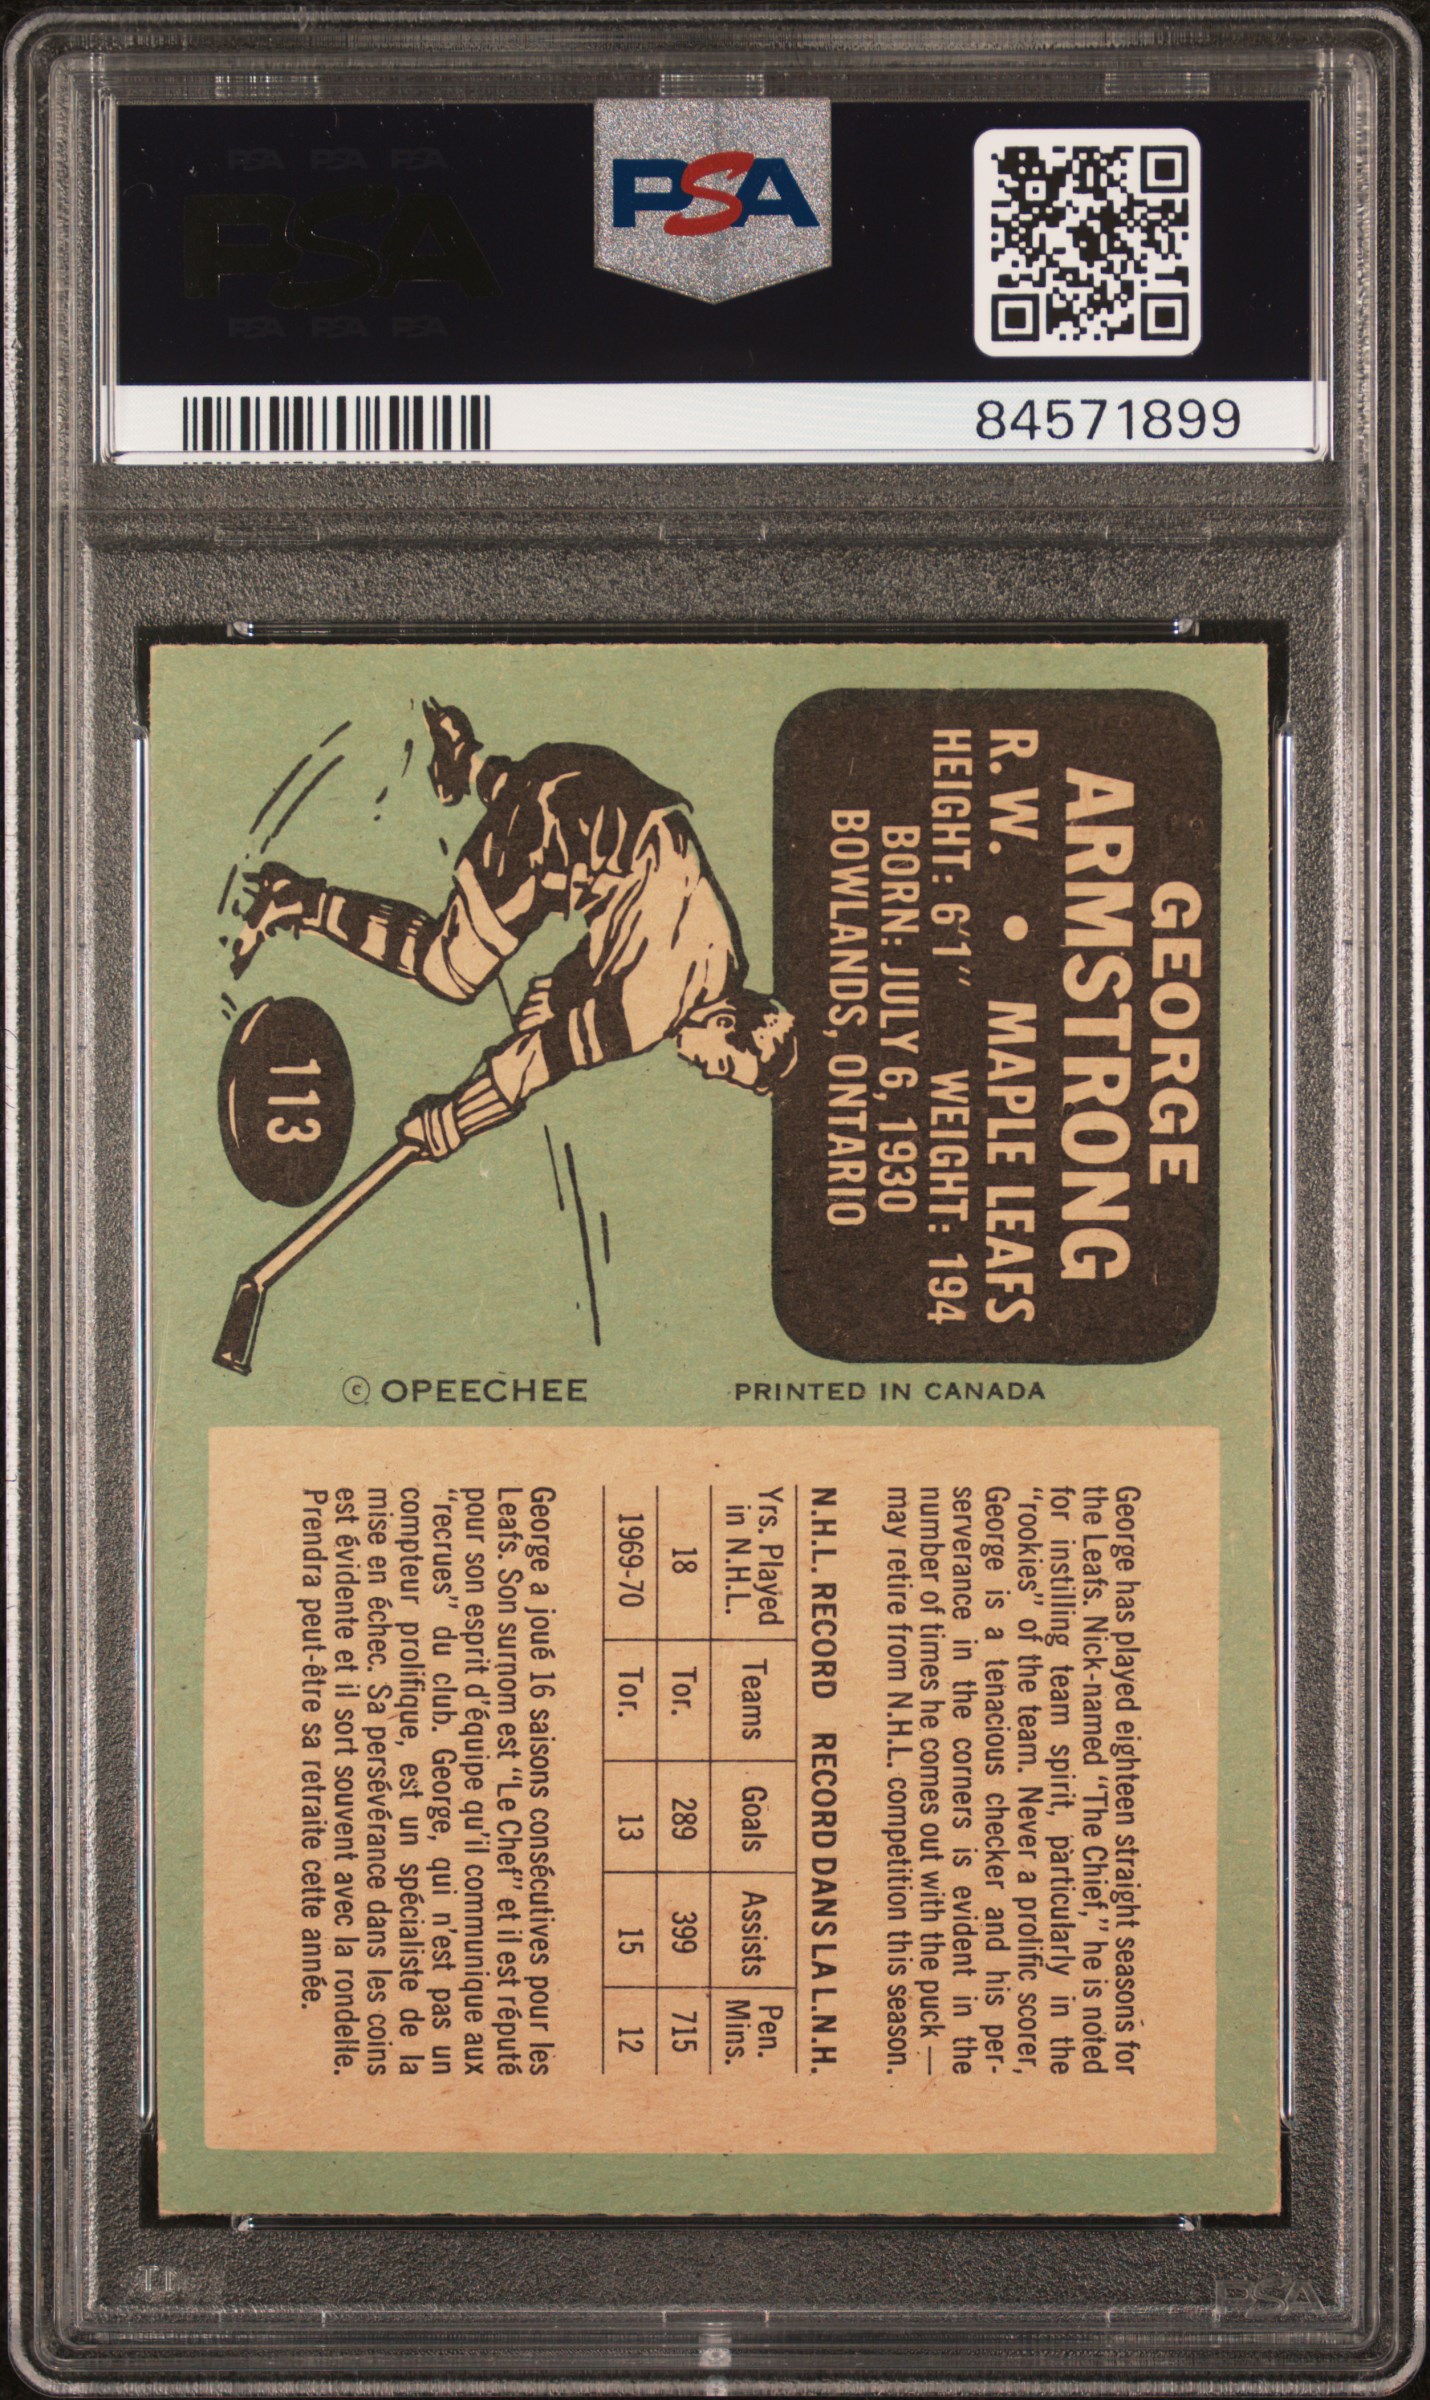 PSA PSA PSA
PSA
PSA PSA PSA
PSA
84571899
GEORGE
ARMSTRONG
R.W. • MAPLE LEAFS
HEIGHT: 6'1" WEIGHT: 194
BORN: JULY 6, 1930
BOWLANDS, ONTARIO
113
© OPEECHEE
PRINTED IN CANADA
George has played eighteen straight seasons for
the Leafs. Nick-named "The Chief," he is noted
for instilling team spirit, particularly in the
"rookies" of the team. Never a prolific scorer,
George is a tenacious checker and his per-
serverance in the corners is evident in the
number of times he comes out with the puck —
may retire from N.H.L. competition this season.
N.H.L. RECORD RECORD DANS LA L.N.H.
Yrs. Played in N.H.L. Teams Goals Assists Pen. Mins.
18 Tor. 289 399 715
1969-70 Tor. 13 15 12
George a joué 16 saisons consécutives pour les
Leafs. Son surnom est "Le Chef" et il est réputé
pour son esprit d'équipe qu'il communique aux
"recrues" du club. George, qui n'est pas un
compteur prolifique, est un spécialiste de la
mise en échec. Sa persévérance dans les coins
est évidente et il sort souvent avec la rondelle.
Prendra peut-être sa retraite cette année.
PSA